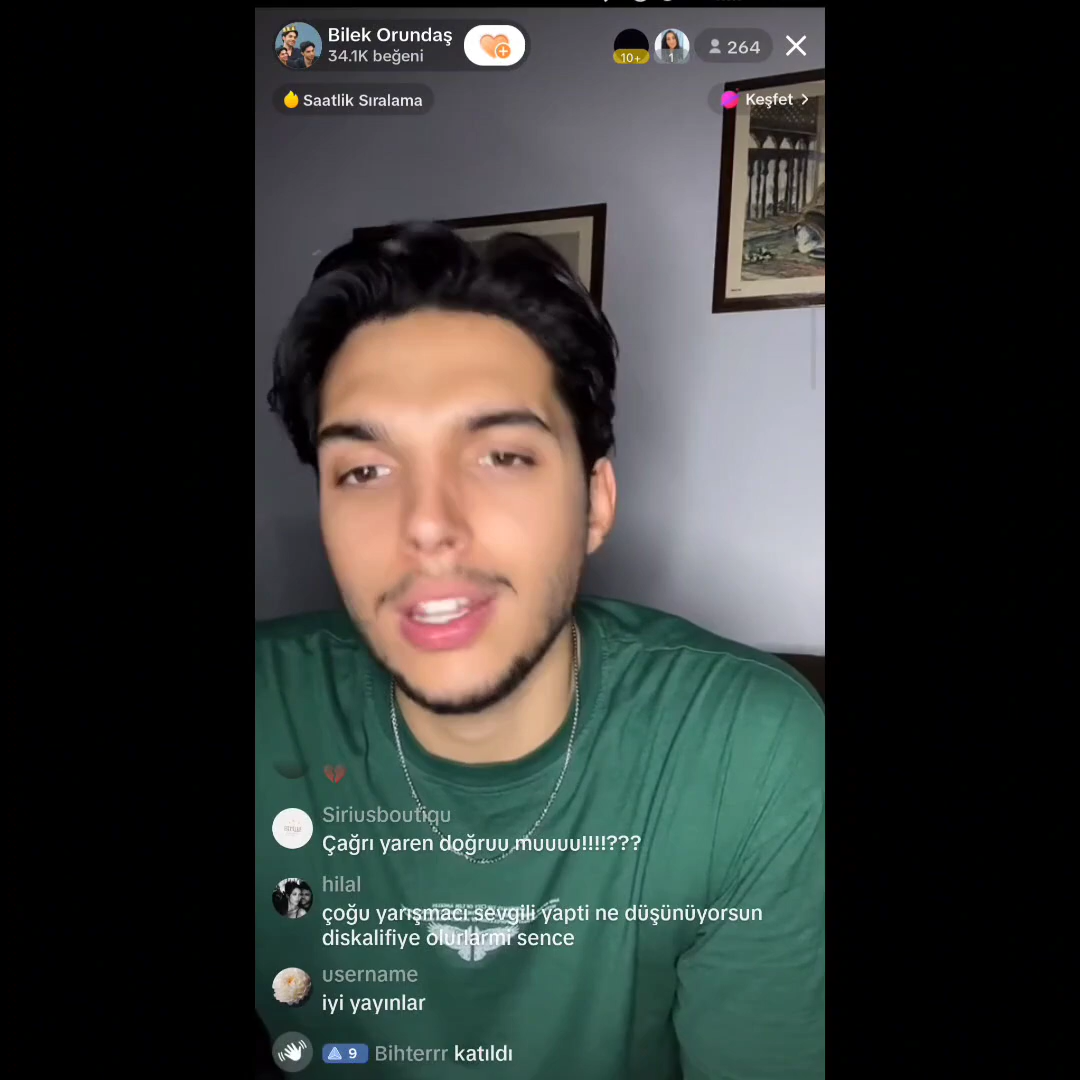 Bilek Orundaş
34.1K beğeni
10+
1
264
Saatlik Sıralama
Keşfet
Siriusboutiqu
Çağrı yaren doğruu muuuu!!!!???
hilal
çoğu yarışmacı sevgili yapti ne düşünüyorsun
diskalifiye olurlarmi sence
username
iyi yayınlar
9 Bihterrr katıldı